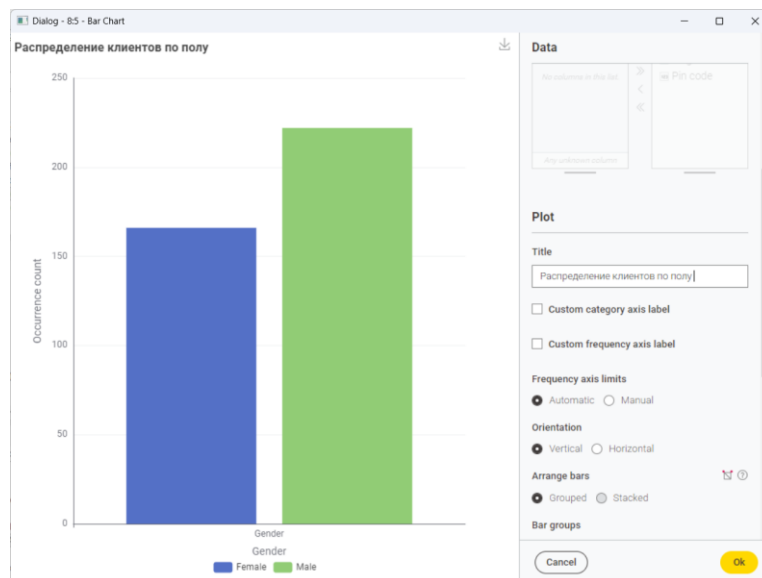 Dialog - 8:5 - Bar Chart
Распределение клиентов по полу
250
200
150
100
50
0
Occurrence count
Gender
Gender
Female Male
Data
No columns in this list
Any unknown column
Pin code
Plot
Title
Распределение клиентов по полу
Custom category axis label
Custom frequency axis label
Frequency axis limits
Automatic Manual
Orientation
Vertical Horizontal
Arrange bars
Grouped Stacked
Bar groups
Cancel Ok